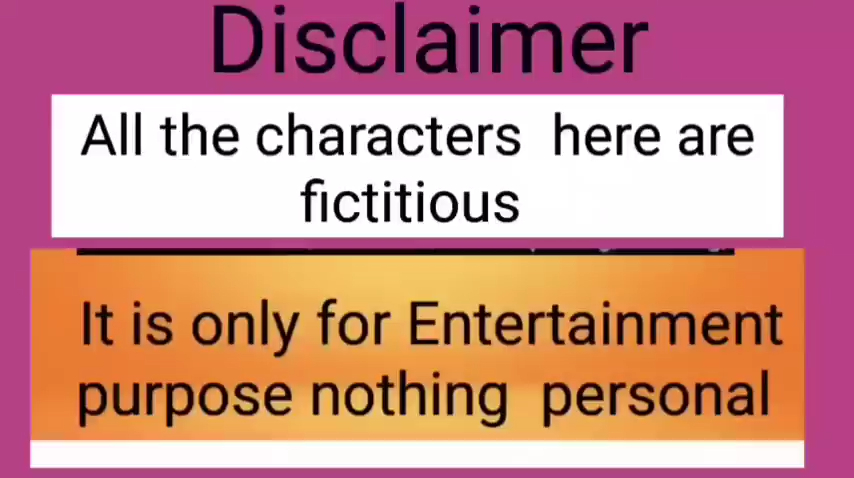 Disclaimer
All the characters here are
fictitious
It is only for Entertainment
purpose nothing personal